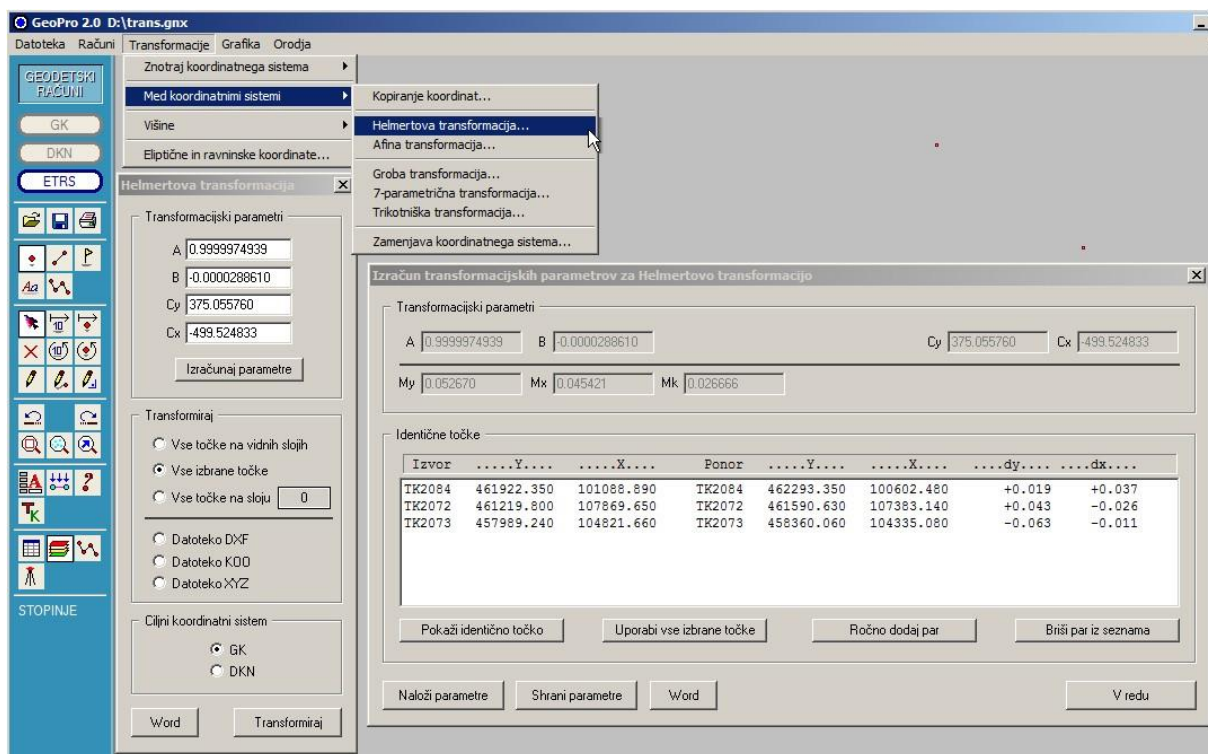 GeoPro 2.0 D:\trans.gnx
Datoteka Računi Transformacije Grafika Orodja
GEODETSKI
RAČUNI
GK
DKN
ETRS
Aa
10
10
A
?
TK
STOPINJE
Znotraj koordinatnega sistema
Med koordinatnimi sistemi
Višine
Eliptične in ravninske koordinate...
Kopiranje koordinat...
Helmertova transformacija...
Afina transformacija...
Groba transformacija...
7-parametrična transformacija...
Trikotniška transformacija...
Zamenjava koordinatnega sistema...
Helmertova transformacija
Transformacijski parametri
A 0.9999974939
B -0.0000288610
Cy 375.055760
Cx -499.524833
Izračunaj parametre
Transformiraj
Vse točke na vidnih slojih
Vse izbrane točke
Vse točke na sloju 0
Datoteko DXF
Datoteko KOO
Datoteko XYZ
Ciljni koordinatni sistem
GK
DKN
Word Transformiraj
Izračun transformacijskih parametrov za Helmertovo transformacijo
Transformacijski parametri
A 0.9999974939 B -0.0000288610 Cy 375.055760 Cx -499.524833
My 0.052670 Mx 0.045421 Mk 0.026666
Identične točke
Izvor .....Y.... .....X.... Ponor .....Y.... .....X.... ....dy.... ....dx....
TK2084 461922.350 101088.890 TK2084 462293.350 100602.480 +0.019 +0.037
TK2072 461219.800 107869.650 TK2072 461590.630 107383.140 +0.043 -0.026
TK2073 457989.240 104821.660 TK2073 458360.060 104335.080 -0.063 -0.011
Pokaži identično točko Uporabi vse izbrane točke Ročno dodaj par Briši par iz seznama
Naloži parametre Shrani parametre Word V redu